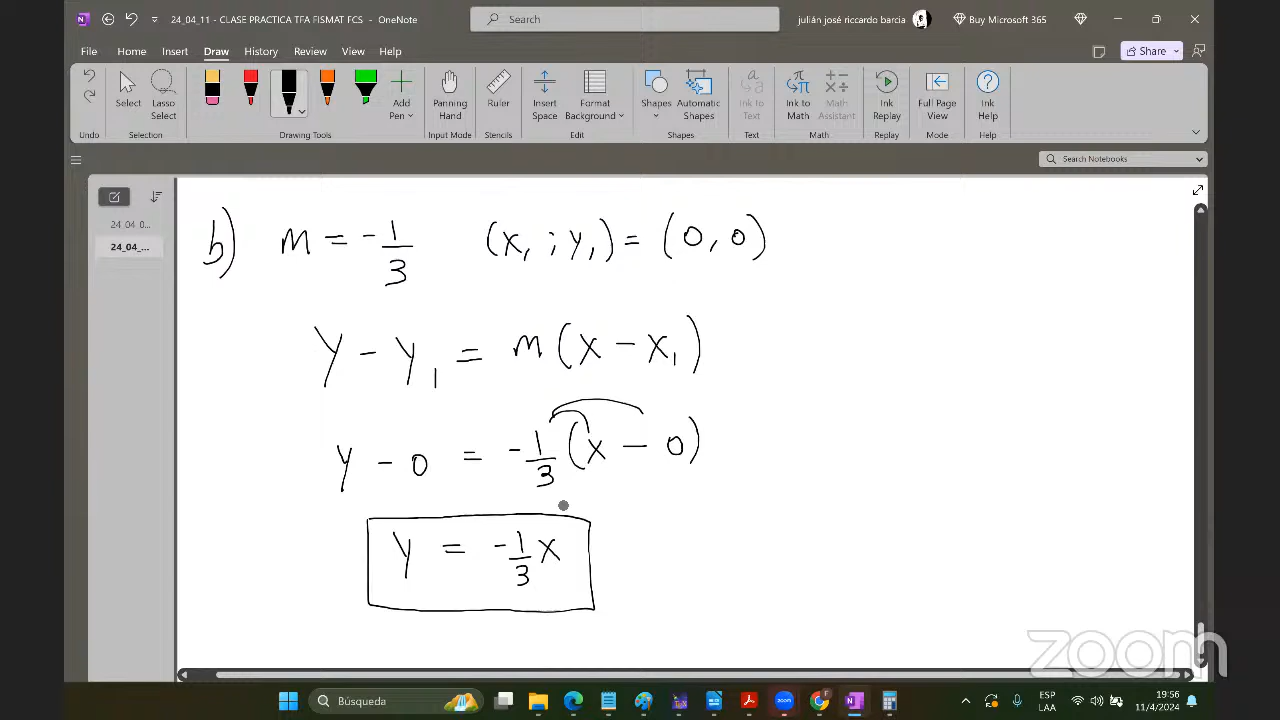 24_04_11 - CLASE PRACTICA TFA FISMAT FCS - OneNote
Search
julián josé riccardo barcia
Buy Microsoft 365
File Home Insert Draw History Review View Help
Share
Select
Lasso Select
Add Pen
Panning Hand
Ruler
Insert Space
Format Background
Shapes
Automatic Shapes
Ink to Text
Ink to Math
Math Assistant
Ink Replay
Full Page View
Ink Help
Undo Selection Drawing Tools Input Mode Stencils Edit Shapes Math Replay Mode Help
Search Notebooks
24_04_0...
24_04_...
b) m = -1/3 (x₁ ; y₁) = (0, 0)
y - y₁ = m(x - x₁)
y - 0 = -1/3 (x - 0)
y = -1/3 x
zoom
Búsqueda
zoom
ESP
LAA
19:56
11/4/2024